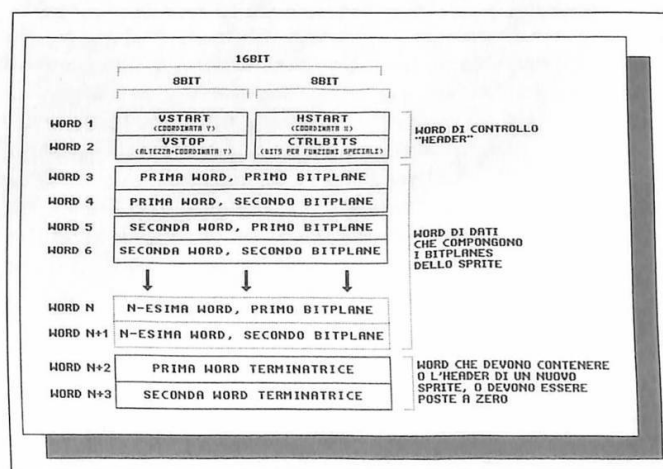 16BIT
8BIT 8BIT
WORD 1 VSTART HSTART
(COORDINATA Y) (COORDINATA X)
WORD 2 VSTOP CTRLBITS
(ALTEZZA+COORDINATA Y) (BITS PER FUNZIONI SPECIALI)
WORD DI CONTROLLO
"HEADER"
WORD 3 PRIMA WORD, PRIMO BITPLANE
WORD 4 PRIMA WORD, SECONDO BITPLANE
WORD 5 SECONDA WORD, PRIMO BITPLANE
WORD 6 SECONDA WORD, SECONDO BITPLANE
WORD DI DATI
CHE COMPONGONO
I BITPLANES
DELLO SPRITE
WORD N N-ESIMA WORD, PRIMO BITPLANE
WORD N+1 N-ESIMA WORD, SECONDO BITPLANE
WORD N+2 PRIMA WORD TERMINATRICE
WORD N+3 SECONDA WORD TERMINATRICE
WORD CHE DEVONO CONTENERE
O L'HEADER DI UN NUOVO
SPRITE, O DEVONO ESSERE
POSTE A ZERO